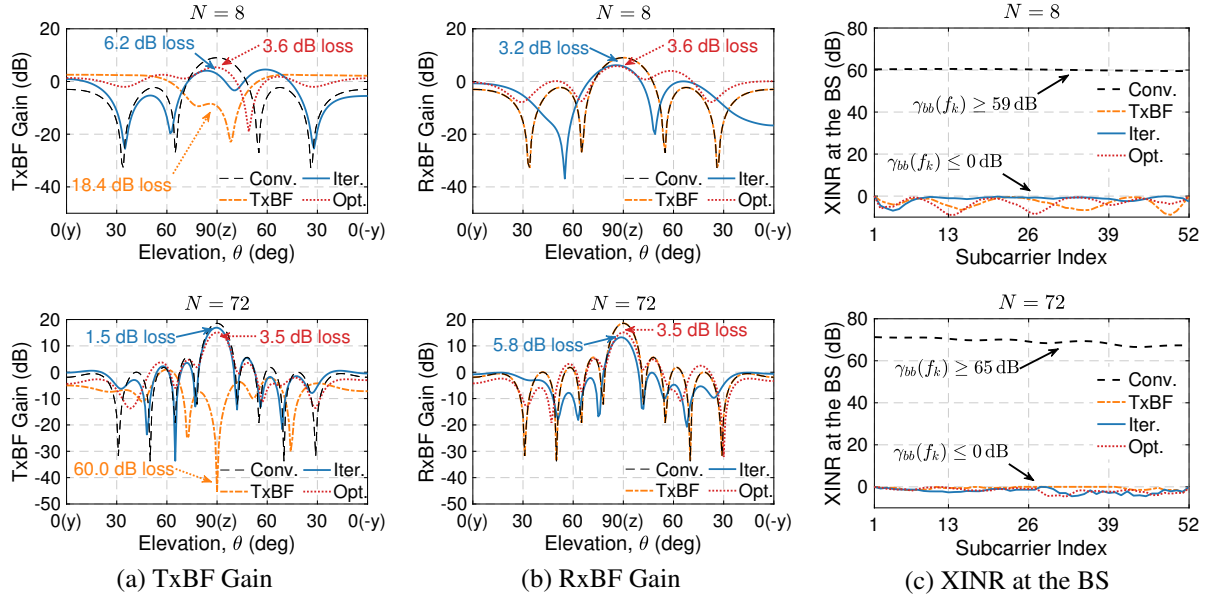 N = 8
20
0
-20
-40
TxBF Gain (dB)
6.2 dB loss
3.6 dB loss
18.4 dB loss
Conv.
Iter.
TxBF
Opt.
0(y)
30
60
90(z)
60
30
0(-y)
Elevation, θ (deg)
N = 8
20
0
-20
-40
RxBF Gain (dB)
3.2 dB loss
3.6 dB loss
Conv.
Iter.
TxBF
Opt.
0(y)
30
60
90(z)
60
30
0(-y)
Elevation, θ (deg)
N = 8
80
60
40
20
0
XINR at the BS (dB)
γbb(fk) ≥ 59 dB
γbb(fk) ≤ 0 dB
Conv.
TxBF
Iter.
Opt.
1
13
26
39
52
Subcarrier Index
N = 72
20
10
0
-10
-20
-30
-40
-50
TxBF Gain (dB)
1.5 dB loss
3.5 dB loss
60.0 dB loss
Conv.
Iter.
TxBF
Opt.
0(y)
30
60
90(z)
60
30
0(-y)
Elevation, θ (deg)
(a) TxBF Gain
N = 72
20
10
0
-10
-20
-30
-40
-50
RxBF Gain (dB)
5.8 dB loss
3.5 dB loss
Conv.
Iter.
TxBF
Opt.
0(y)
30
60
90(z)
60
30
0(-y)
Elevation, θ (deg)
(b) RxBF Gain
N = 72
80
60
40
20
0
XINR at the BS (dB)
γbb(fk) ≥ 65 dB
γbb(fk) ≤ 0 dB
Conv.
TxBF
Iter.
Opt.
1
13
26
39
52
Subcarrier Index
(c) XINR at the BS